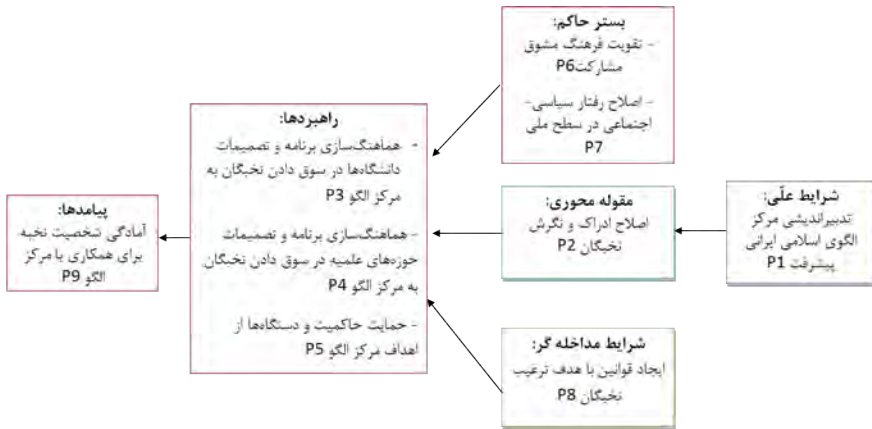 شرایط علّی:
تدبیراندیشی مرکز
الگوی اسلامی ایرانی
پیشرفت P1
مقوله محوری:
اصلاح ادراک و نگرش
نخبگان P2
بستر حاکم:
- تقویت فرهنگ مشوق
مشارکت P6
- اصلاح رفتار سیاسی-
اجتماعی در سطح ملی
P7
شرایط مداخله گر:
ایجاد قوانین با هدف ترغیب
نخبگان P8
راهبردها:
- هماهنگ‌سازی برنامه و تصمیمات
دانشگاه‌ها در سوق دادن نخبگان به
مرکز الگو P3
- هماهنگ‌سازی برنامه و تصمیمات
حوزه‌های علمیه در سوق دادن نخبگان
به مرکز الگو P4
- حمایت حاکمیت و دستگاه‌ها از
اهداف مرکز الگو P5
پیامدها:
آمادگی شخصیت نخبه
برای همکاری با مرکز
الگو P9